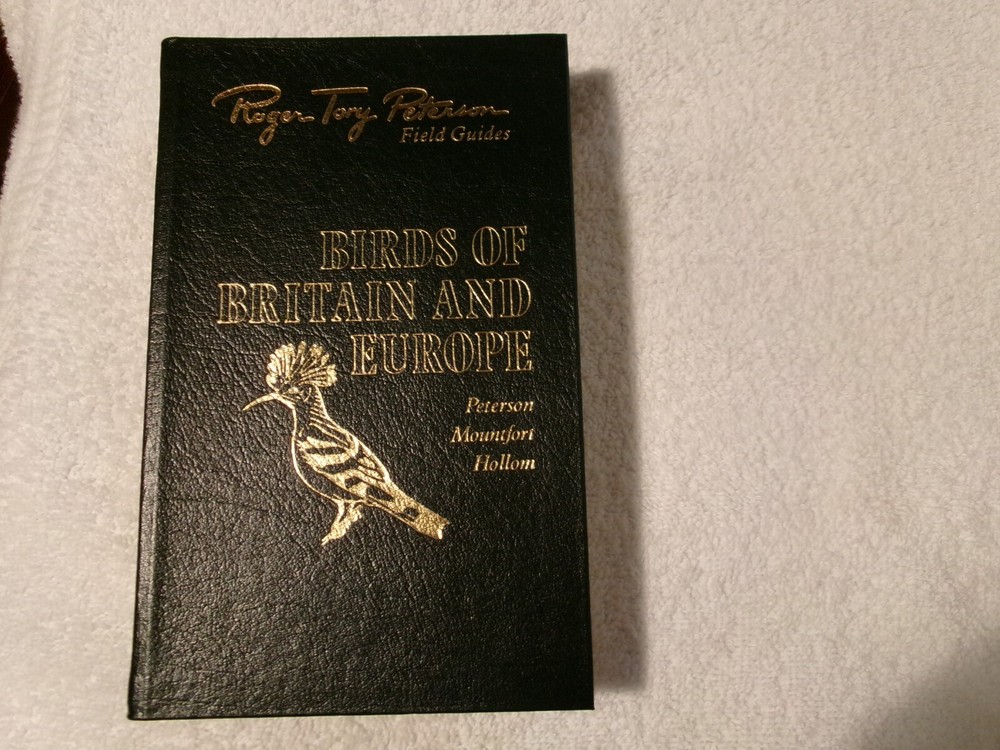 Roger Tory Peterson
Field Guides
BIRDS OF
BRITAIN AND
EUROPE
Peterson
Mountfort
Hollom